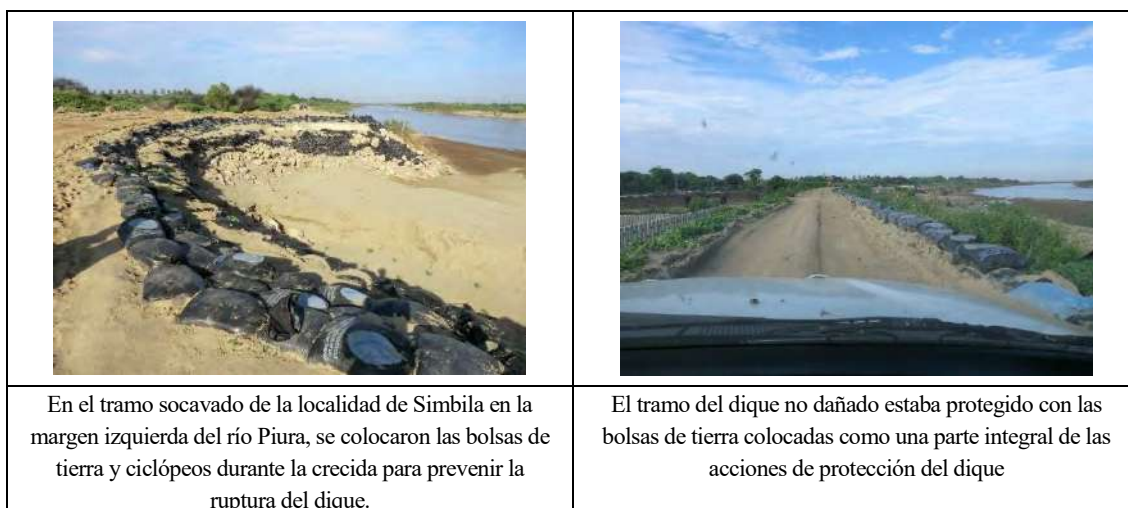 En el tramo socavado de la localidad de Simbila en la
margen izquierda del río Piura, se colocaron las bolsas de
tierra y ciclópeos durante la crecida para prevenir la
ruptura del dique.
El tramo del dique no dañado estaba protegido con las
bolsas de tierra colocadas como una parte integral de las
acciones de protección del dique